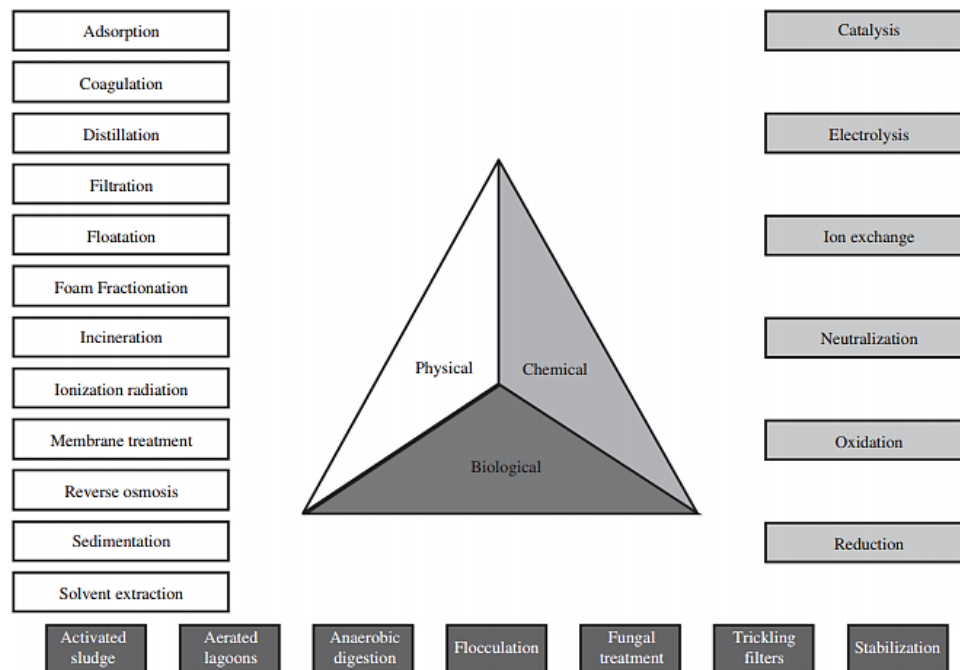 Adsorption
Coagulation
Distillation
Filtration
Floatation
Foam Fractionation
Incineration
Ionization radiation
Membrane treatment
Reverse osmosis
Sedimentation
Solvent extraction
Physical
Chemical
Biological
Catalysis
Electrolysis
Ion exchange
Neutralization
Oxidation
Reduction
Activated
sludge
Aerated
lagoons
Anaerobic
digestion
Flocculation
Fungal
treatment
Trickling
filters
Stabilization